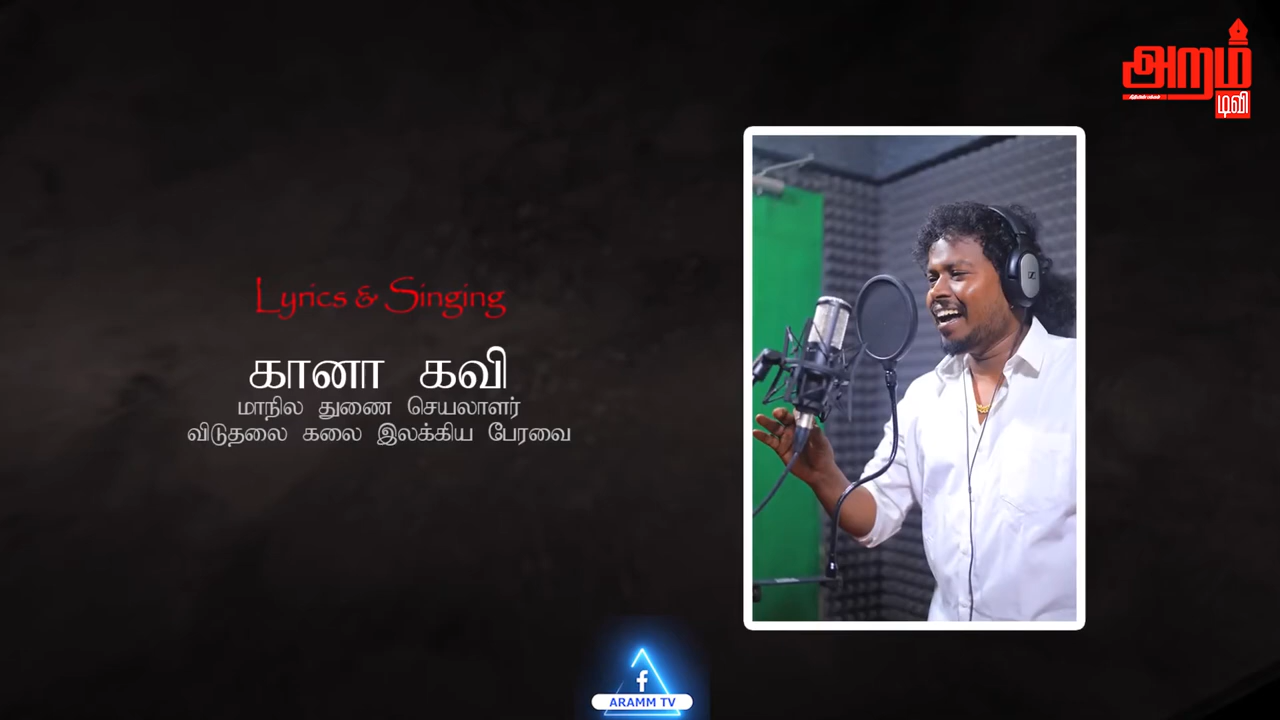 அறம்
டிவி
Lyrics & Singing
கானா கவி
மாநில துணை செயலாளர்
விடுதலை கலை இலக்கிய பேரவை
f
ARAMM TV